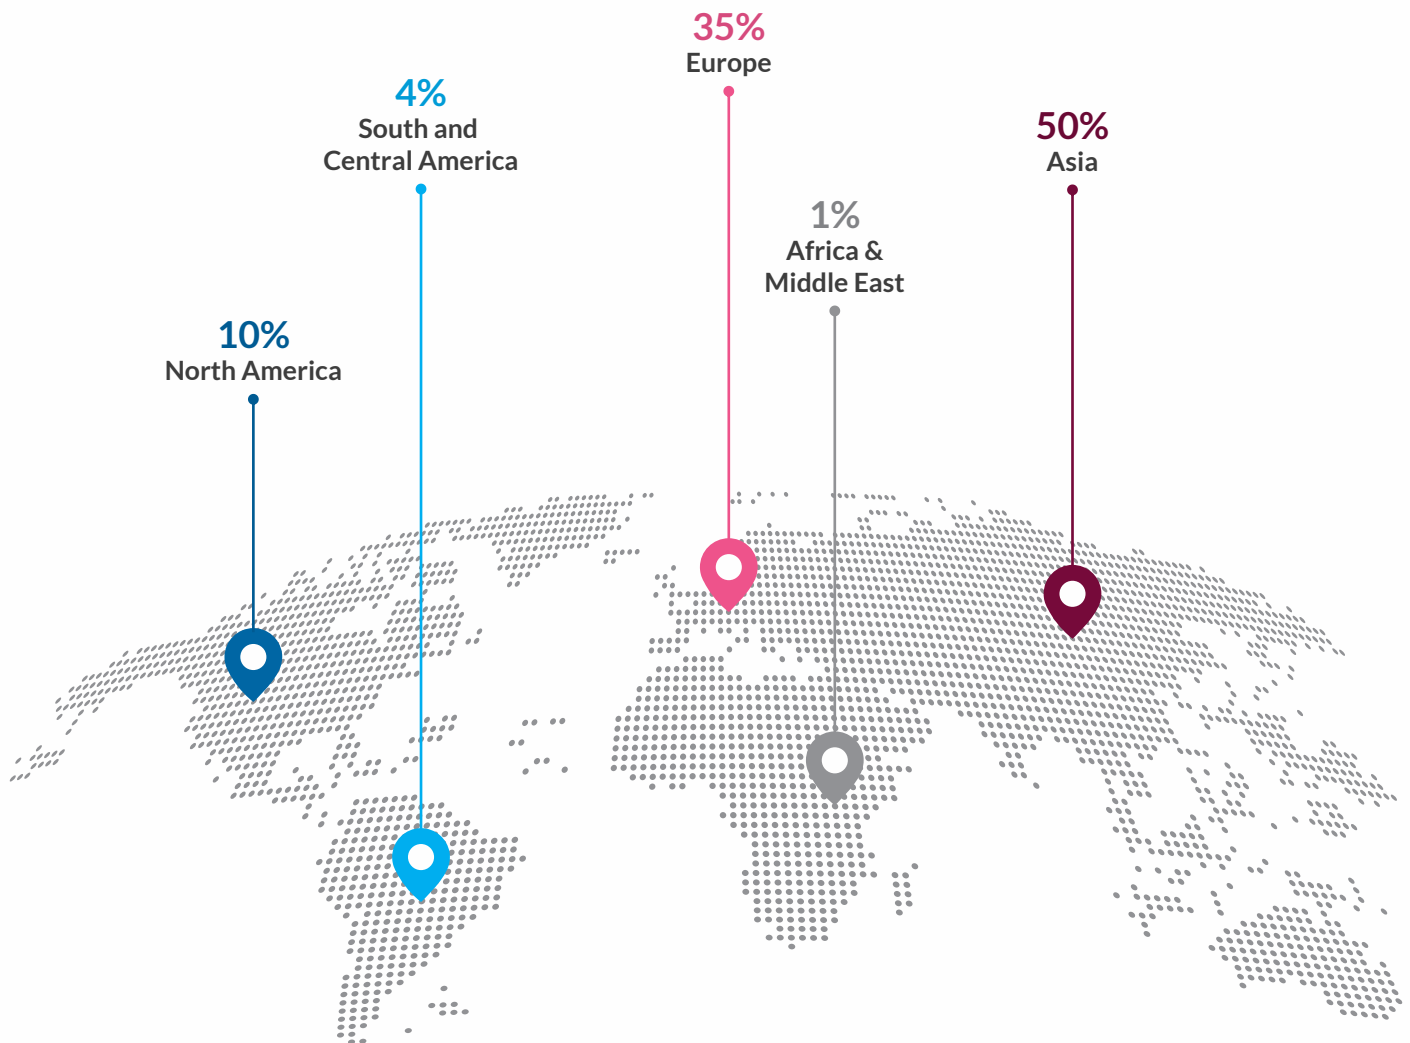 35%
Europe
4%
South and
Central America
50%
Asia
1%
Africa &
Middle East
10%
North America